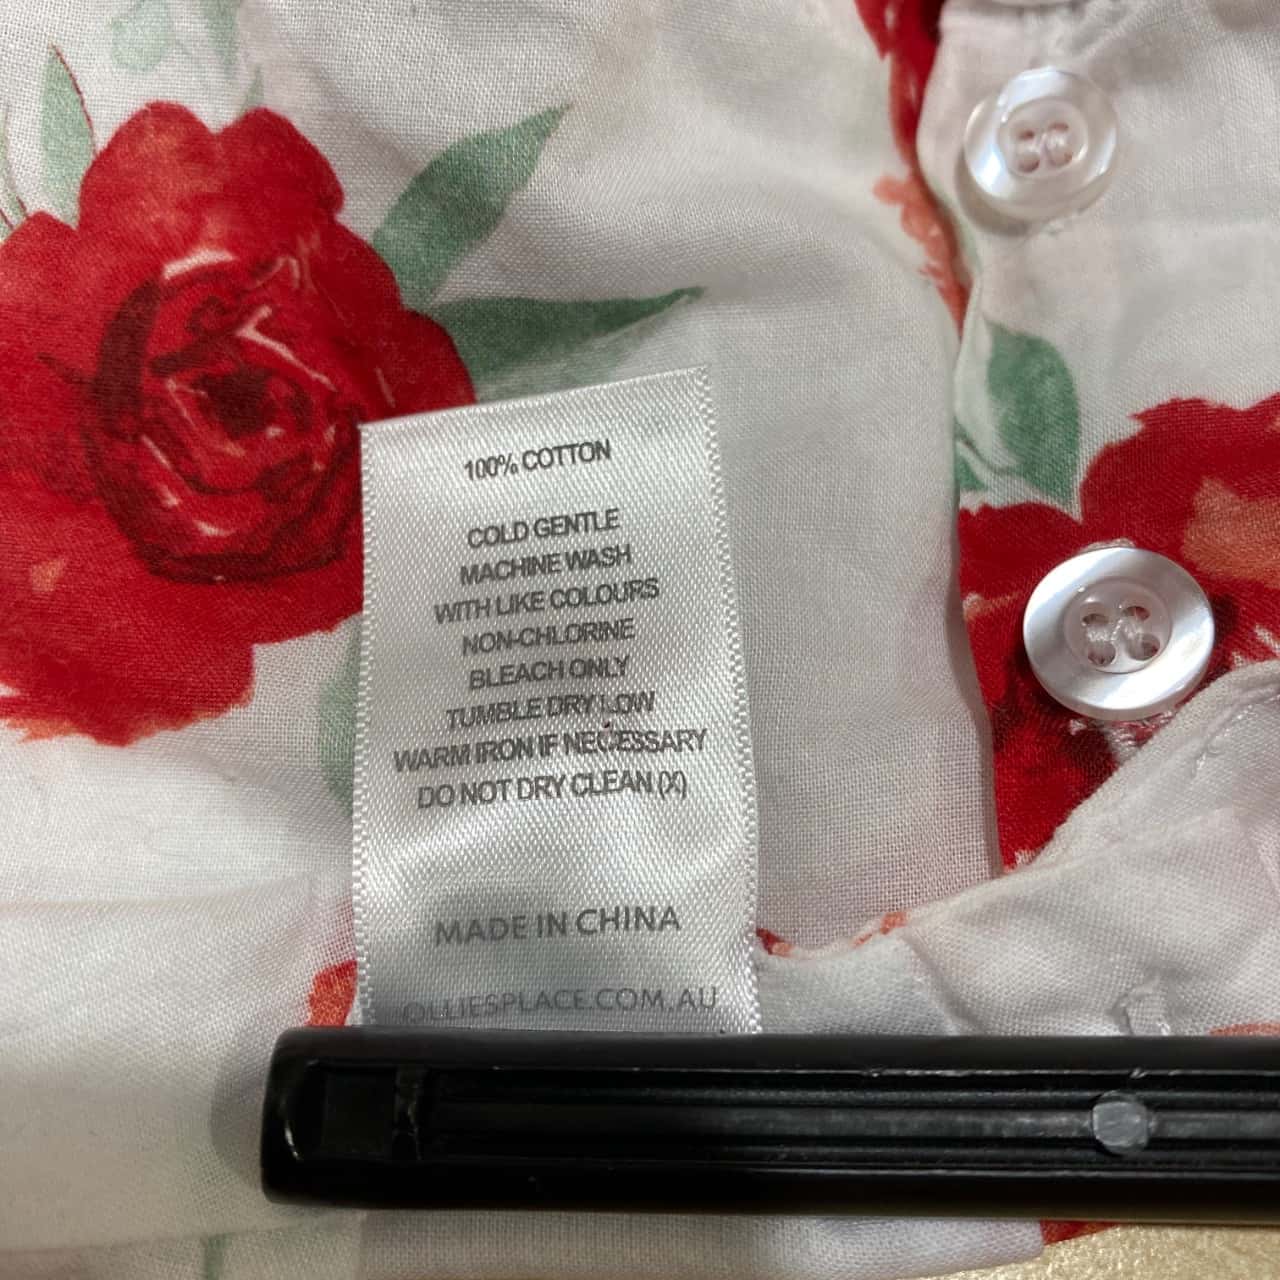 100% COTTON
COLD GENTLE
MACHINE WASH
WITH LIKE COLOURS
NON-CHLORINE
BLEACH ONLY
TUMBLE DRY LOW
WARM IRON IF NECESSARY
DO NOT DRY CLEAN (X)
MADE IN CHINA
OLLIESPLACE.COM.AU